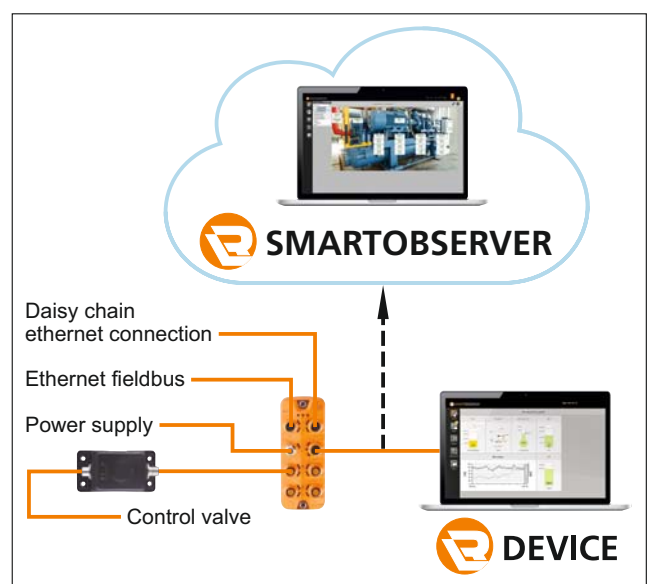 SMARTOBSERVER
Daisy chain
ethernet connection
Ethernet fieldbus
Power supply
Control valve
DEVICE